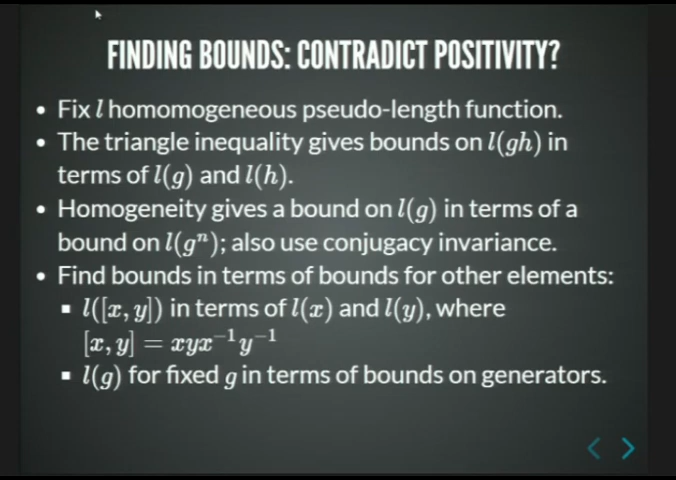 FINDING BOUNDS: CONTRADICT POSITIVITY?
• Fix l homomogeneous pseudo-length function.
• The triangle inequality gives bounds on l(gh) in
terms of l(g) and l(h).
• Homogeneity gives a bound on l(g) in terms of a
bound on l(gⁿ); also use conjugacy invariance.
• Find bounds in terms of bounds for other elements:
▪ l([x, y]) in terms of l(x) and l(y), where
[x, y] = xyx⁻¹y⁻¹
▪ l(g) for fixed g in terms of bounds on generators.